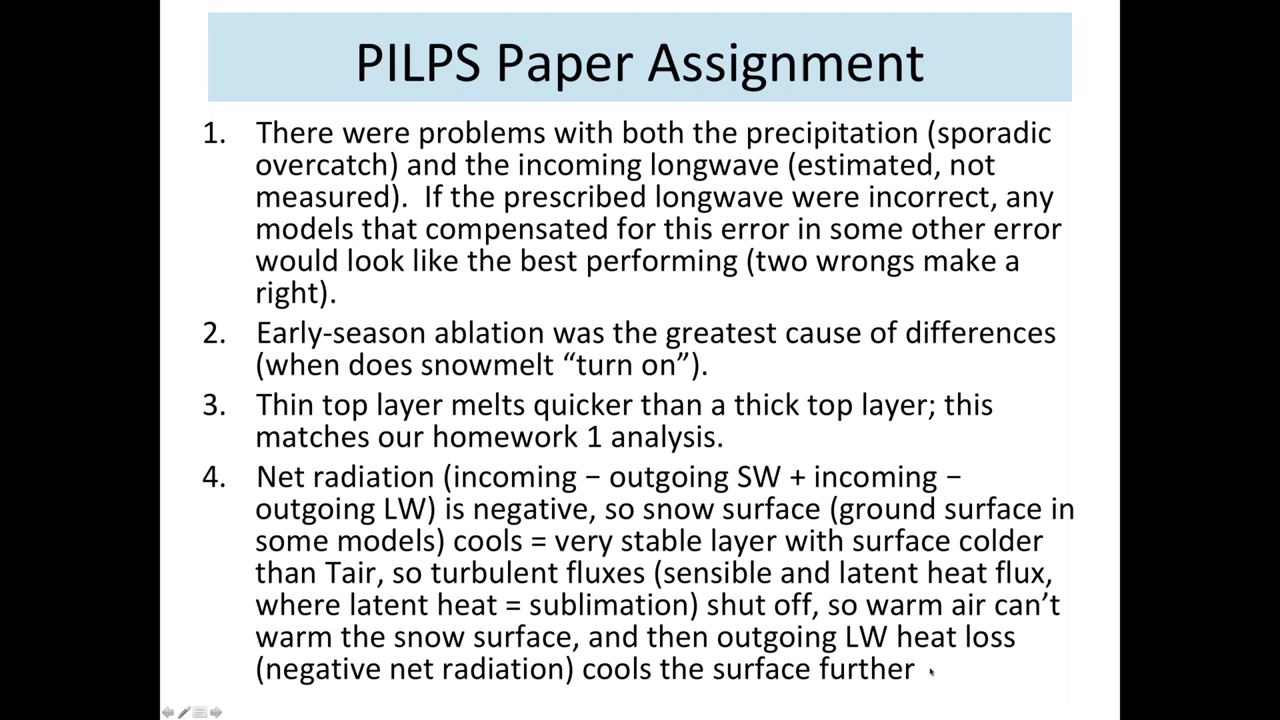 PILPS Paper Assignment
1. There were problems with both the precipitation (sporadic
overcatch) and the incoming longwave (estimated, not
measured).  If the prescribed longwave were incorrect, any
models that compensated for this error in some other error
would look like the best performing (two wrongs make a
right).
2. Early-season ablation was the greatest cause of differences
(when does snowmelt “turn on”).
3. Thin top layer melts quicker than a thick top layer; this
matches our homework 1 analysis.
4. Net radiation (incoming − outgoing SW + incoming −
outgoing LW) is negative, so snow surface (ground surface in
some models) cools = very stable layer with surface colder
than Tair, so turbulent fluxes (sensible and latent heat flux,
where latent heat = sublimation) shut off, so warm air can’t
warm the snow surface, and then outgoing LW heat loss
(negative net radiation) cools the surface further